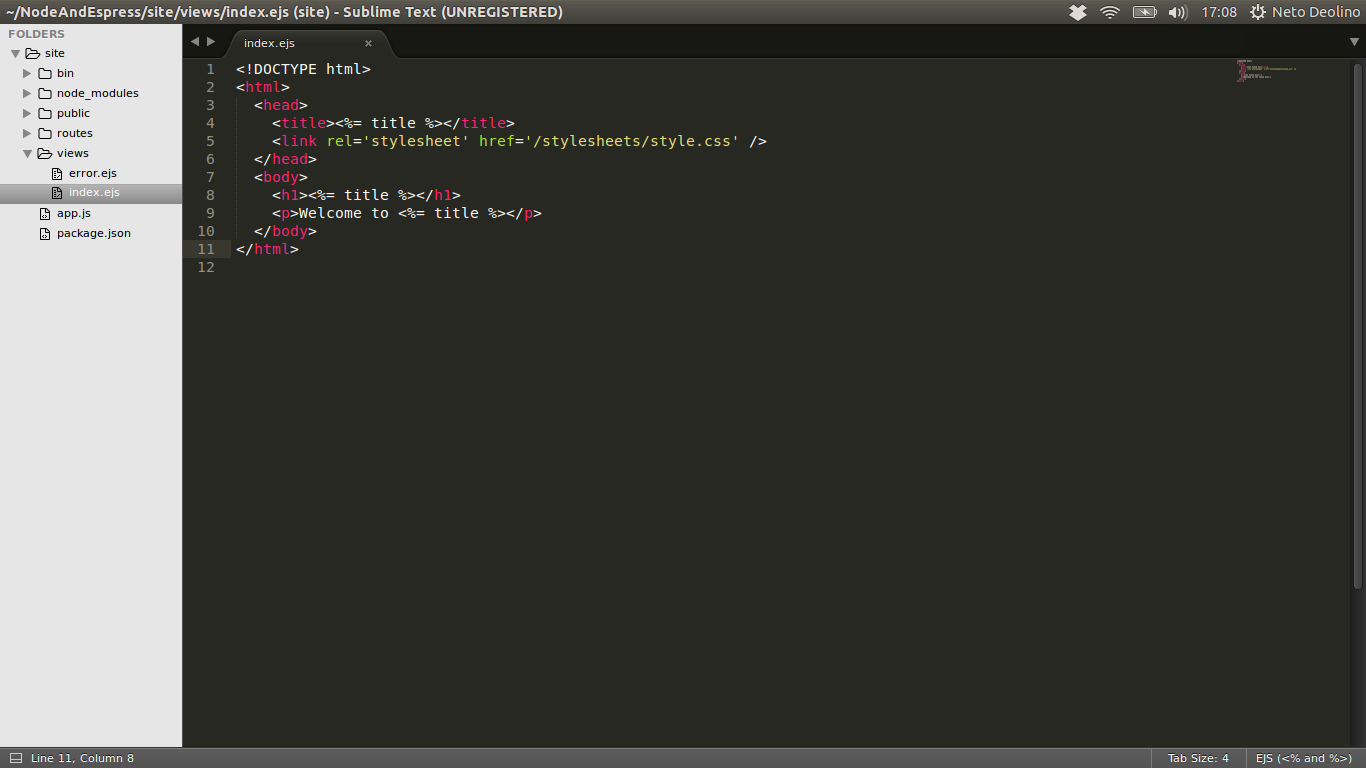 ~/NodeAndEspress/site/views/index.ejs (site) - Sublime Text (UNREGISTERED)
17:08
Neto Deolino
FOLDERS
site
bin
node_modules
public
routes
views
error.ejs
index.ejs
app.js
package.json
index.ejs ×
1 <!DOCTYPE html>
2 <html>
3 <head>
4 <title><%= title %></title>
5 <link rel='stylesheet' href='/stylesheets/style.css' />
6 </head>
7 <body>
8 <h1><%= title %></h1>
9 <p>Welcome to <%= title %></p>
10 </body>
11 </html>
12
Line 11, Column 8
Tab Size: 4
EJS (<% and %>)